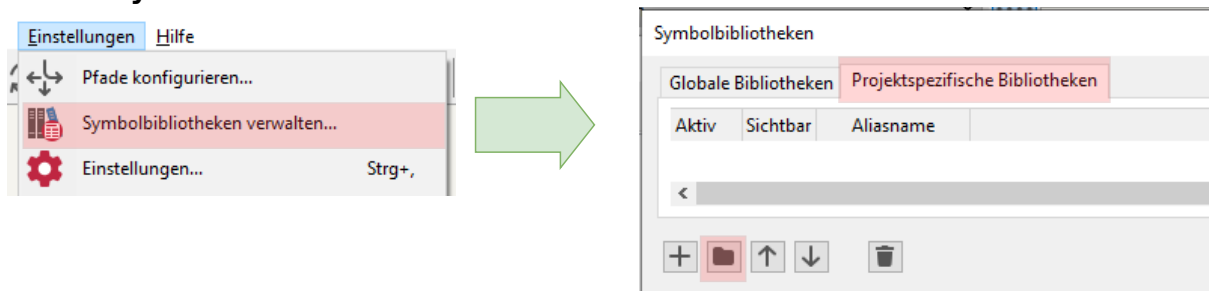 Einstellungen Hilfe
Pfade konfigurieren...
Symbolbibliotheken verwalten...
Einstellungen... Strg+,
Symbolbibliotheken
Globale Bibliotheken Projektspezifische Bibliotheken
Aktiv Sichtbar Aliasname